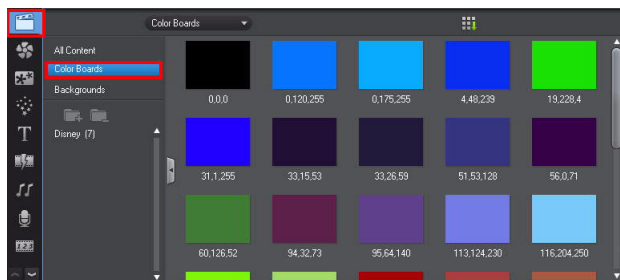 Color Boards
All Content
Color Boards
Backgrounds
Disney (7)
0,0,0
0,120,255
0,175,255
4,48,239
19,228,4
31,1,255
33,15,53
33,26,59
51,53,128
56,0,71
60,126,52
94,32,73
95,64,140
113,124,230
116,204,250
T